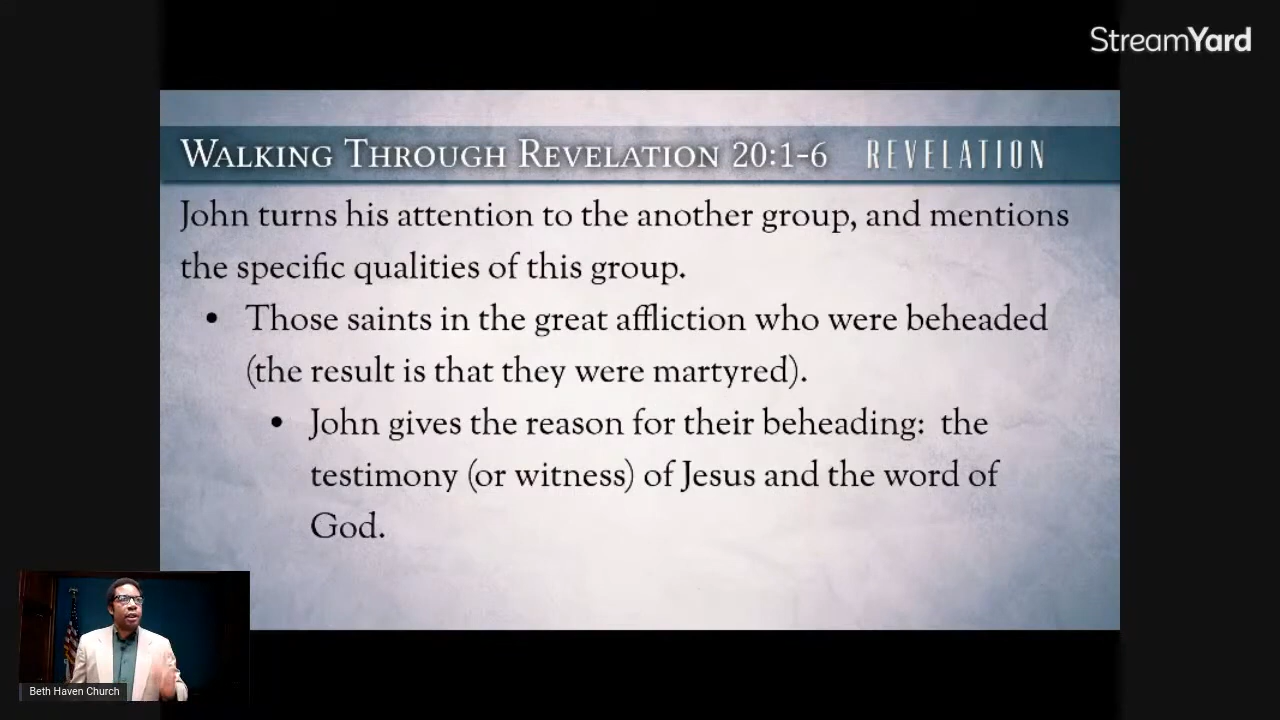 StreamYard
WALKING THROUGH REVELATION 20:1-6 REVELATION
John turns his attention to the another group, and mentions
the specific qualities of this group.
• Those saints in the great affliction who were beheaded
(the result is that they were martyred).
• John gives the reason for their beheading: the
testimony (or witness) of Jesus and the word of
God.
Beth Haven Church